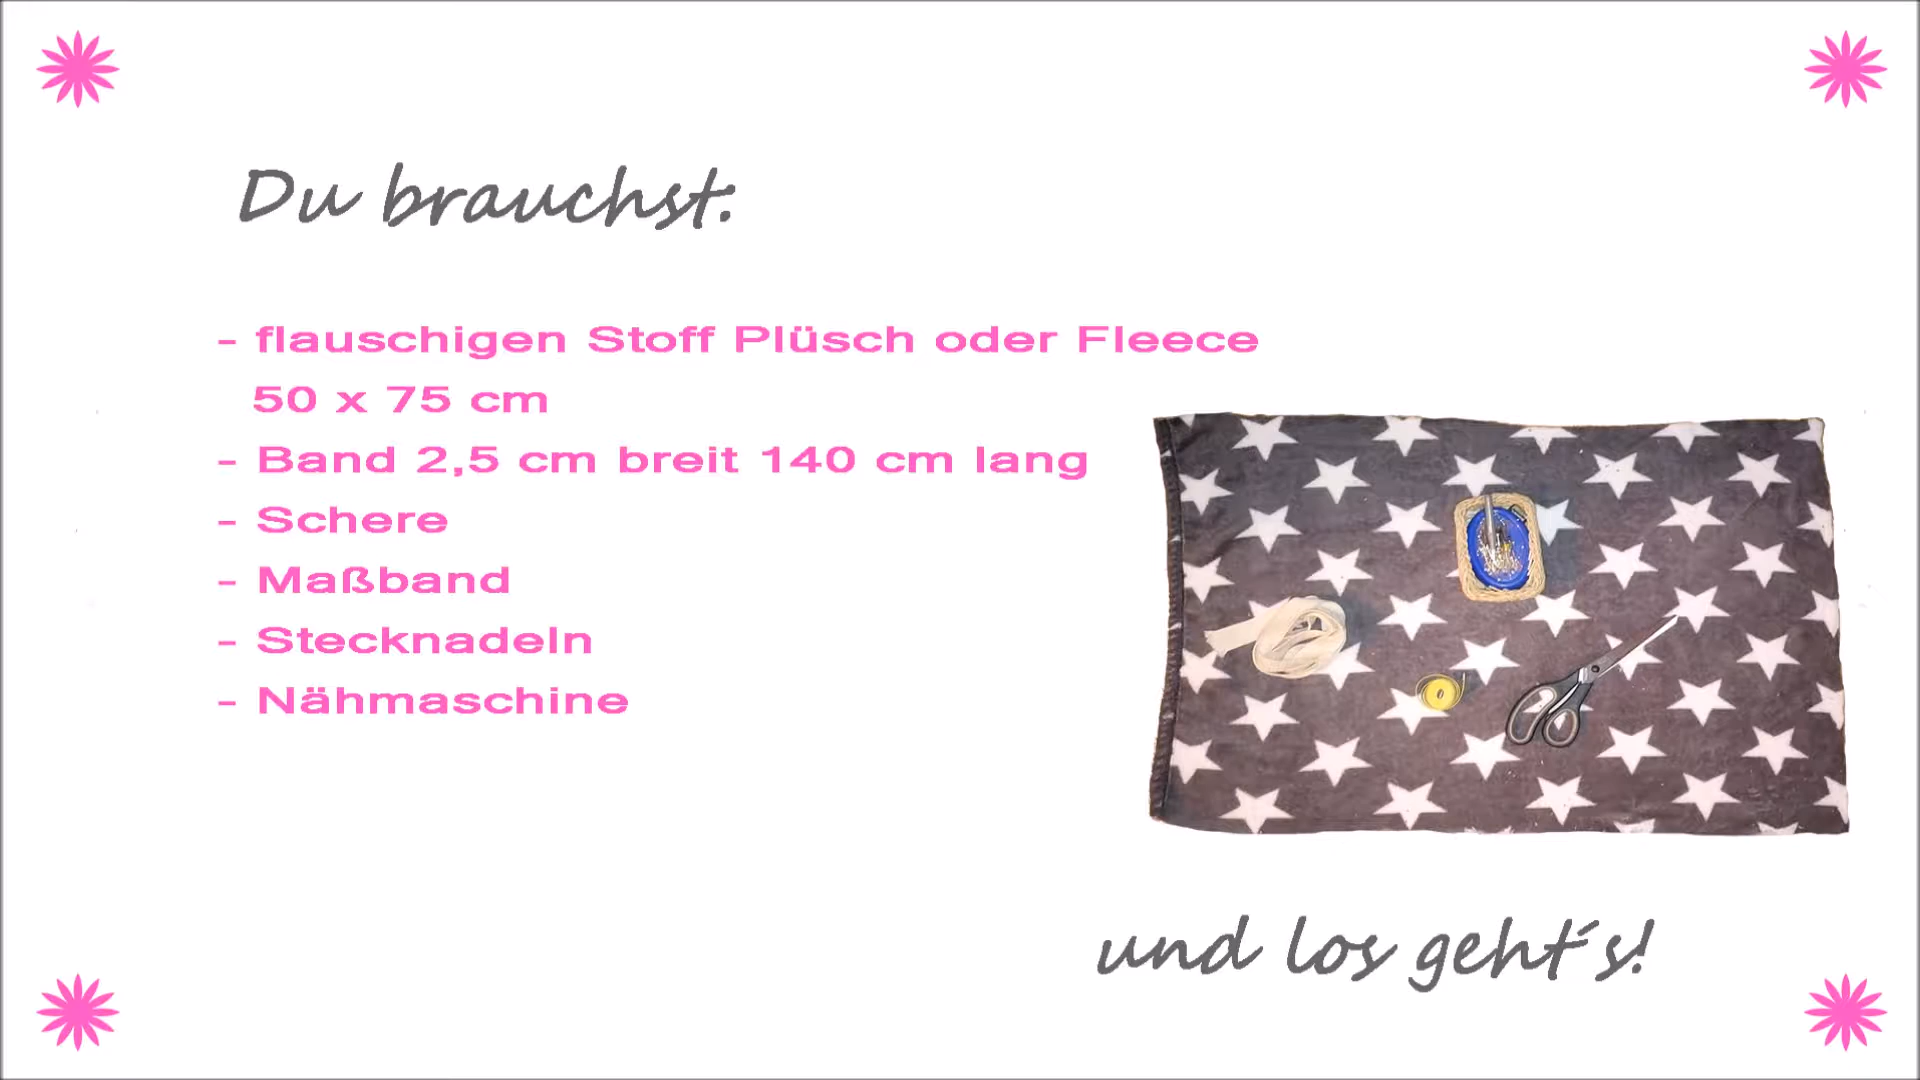 Du brauchst:
- flauschigen Stoff Plüsch oder Fleece
50 x 75 cm
- Band 2,5 cm breit 140 cm lang
- Schere
- Maßband
- Stecknadeln
- Nähmaschine
und los geht´s!